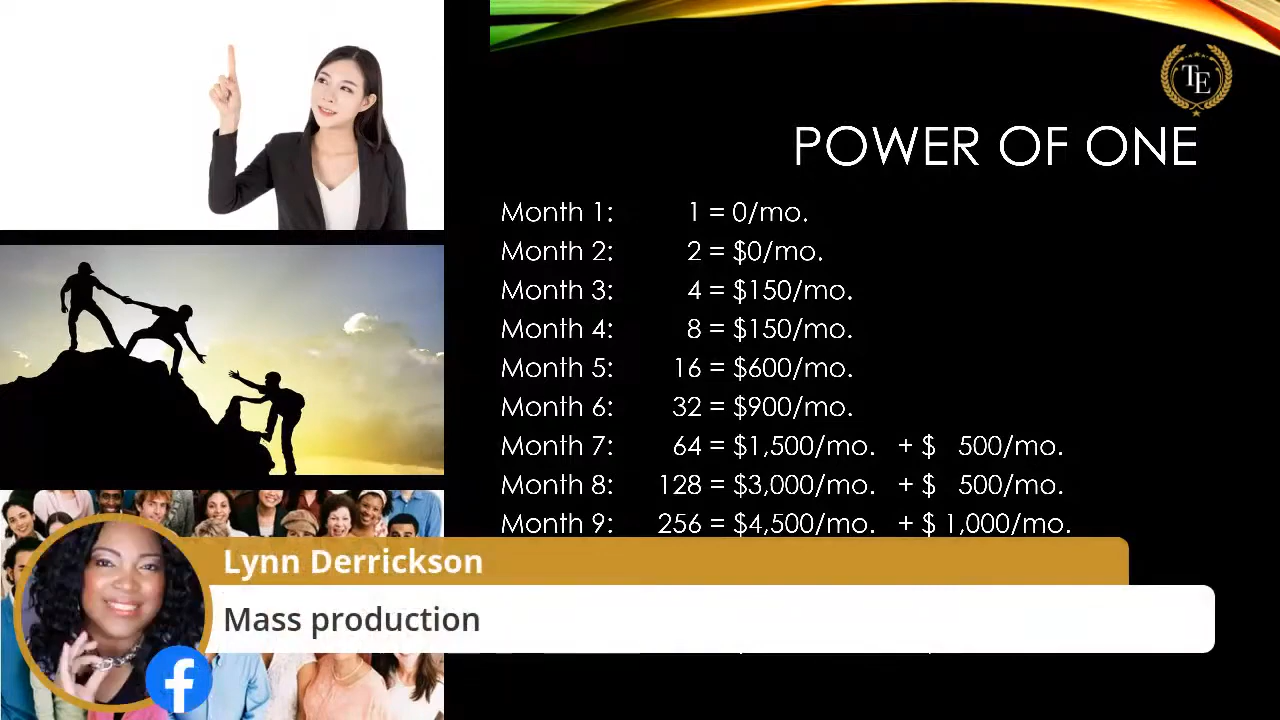 TE
POWER OF ONE
Month 1: 1 = 0/mo.
Month 2: 2 = $0/mo.
Month 3: 4 = $150/mo.
Month 4: 8 = $150/mo.
Month 5: 16 = $600/mo.
Month 6: 32 = $900/mo.
Month 7: 64 = $1,500/mo. + $ 500/mo.
Month 8: 128 = $3,000/mo. + $ 500/mo.
Month 9: 256 = $4,500/mo. + $ 1,000/mo.
Lynn Derrickson
Mass production